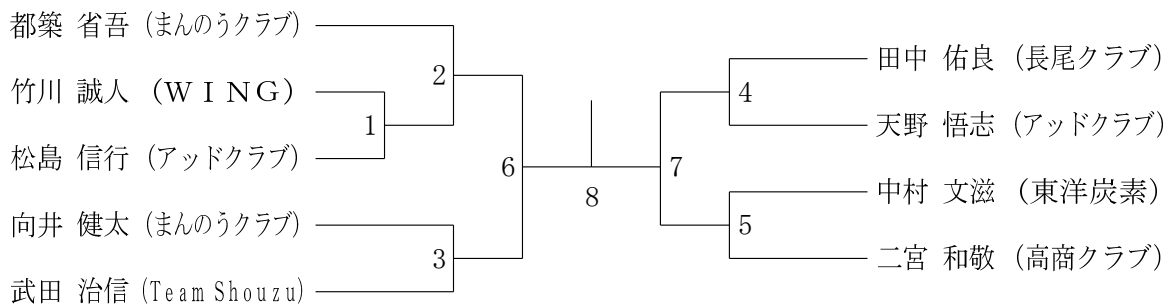 都築 省吾 (まんのうクラブ)
竹川 誠人 (ＷＩＮＧ)
松島 信行 (アッドクラブ)
向井 健太 (まんのうクラブ)
武田 治信 (Team Shouzu)
1
2
3
6
8
7
4
5
田中 佑良 (長尾クラブ)
天野 悟志 (アッドクラブ)
中村 文滋 (東洋炭素)
二宮 和敬 (高商クラブ)